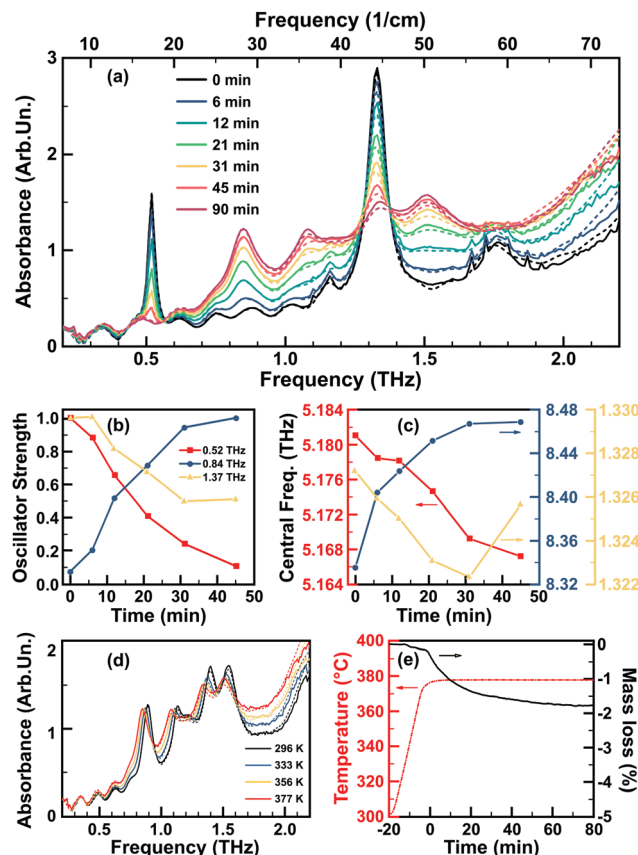 Frequency (1/cm)
10 20 30 40 50 60 70
(a)
0 min
6 min
12 min
21 min
31 min
45 min
90 min
Absorbance (Arb.Un.)
3
2
1
0
0.5 1.0 1.5 2.0
Frequency (THz)
(b)
Oscillator Strength
1.0
0.8
0.6
0.4
0.2
0.0
0.52 THz
0.84 THz
1.37 THz
0 10 20 30 40 50
Time (min)
(c)
Central Freq. (THz)
5.184
5.180
5.176
5.172
5.168
5.164
8.48
8.44
8.40
8.36
8.32
1.330
1.328
1.326
1.324
1.322
0 10 20 30 40 50
Time (min)
(d)
Absorbance (Arb.Un.)
2
1
0
296 K
333 K
356 K
377 K
0.5 1.0 1.5 2.0
Frequency (THz)
(e)
Temperature (°C)
400
380
360
340
320
300
0
-1
-2
-3
-4
-5
Mass loss (%)
-20 0 20 40 60 80
Time (min)